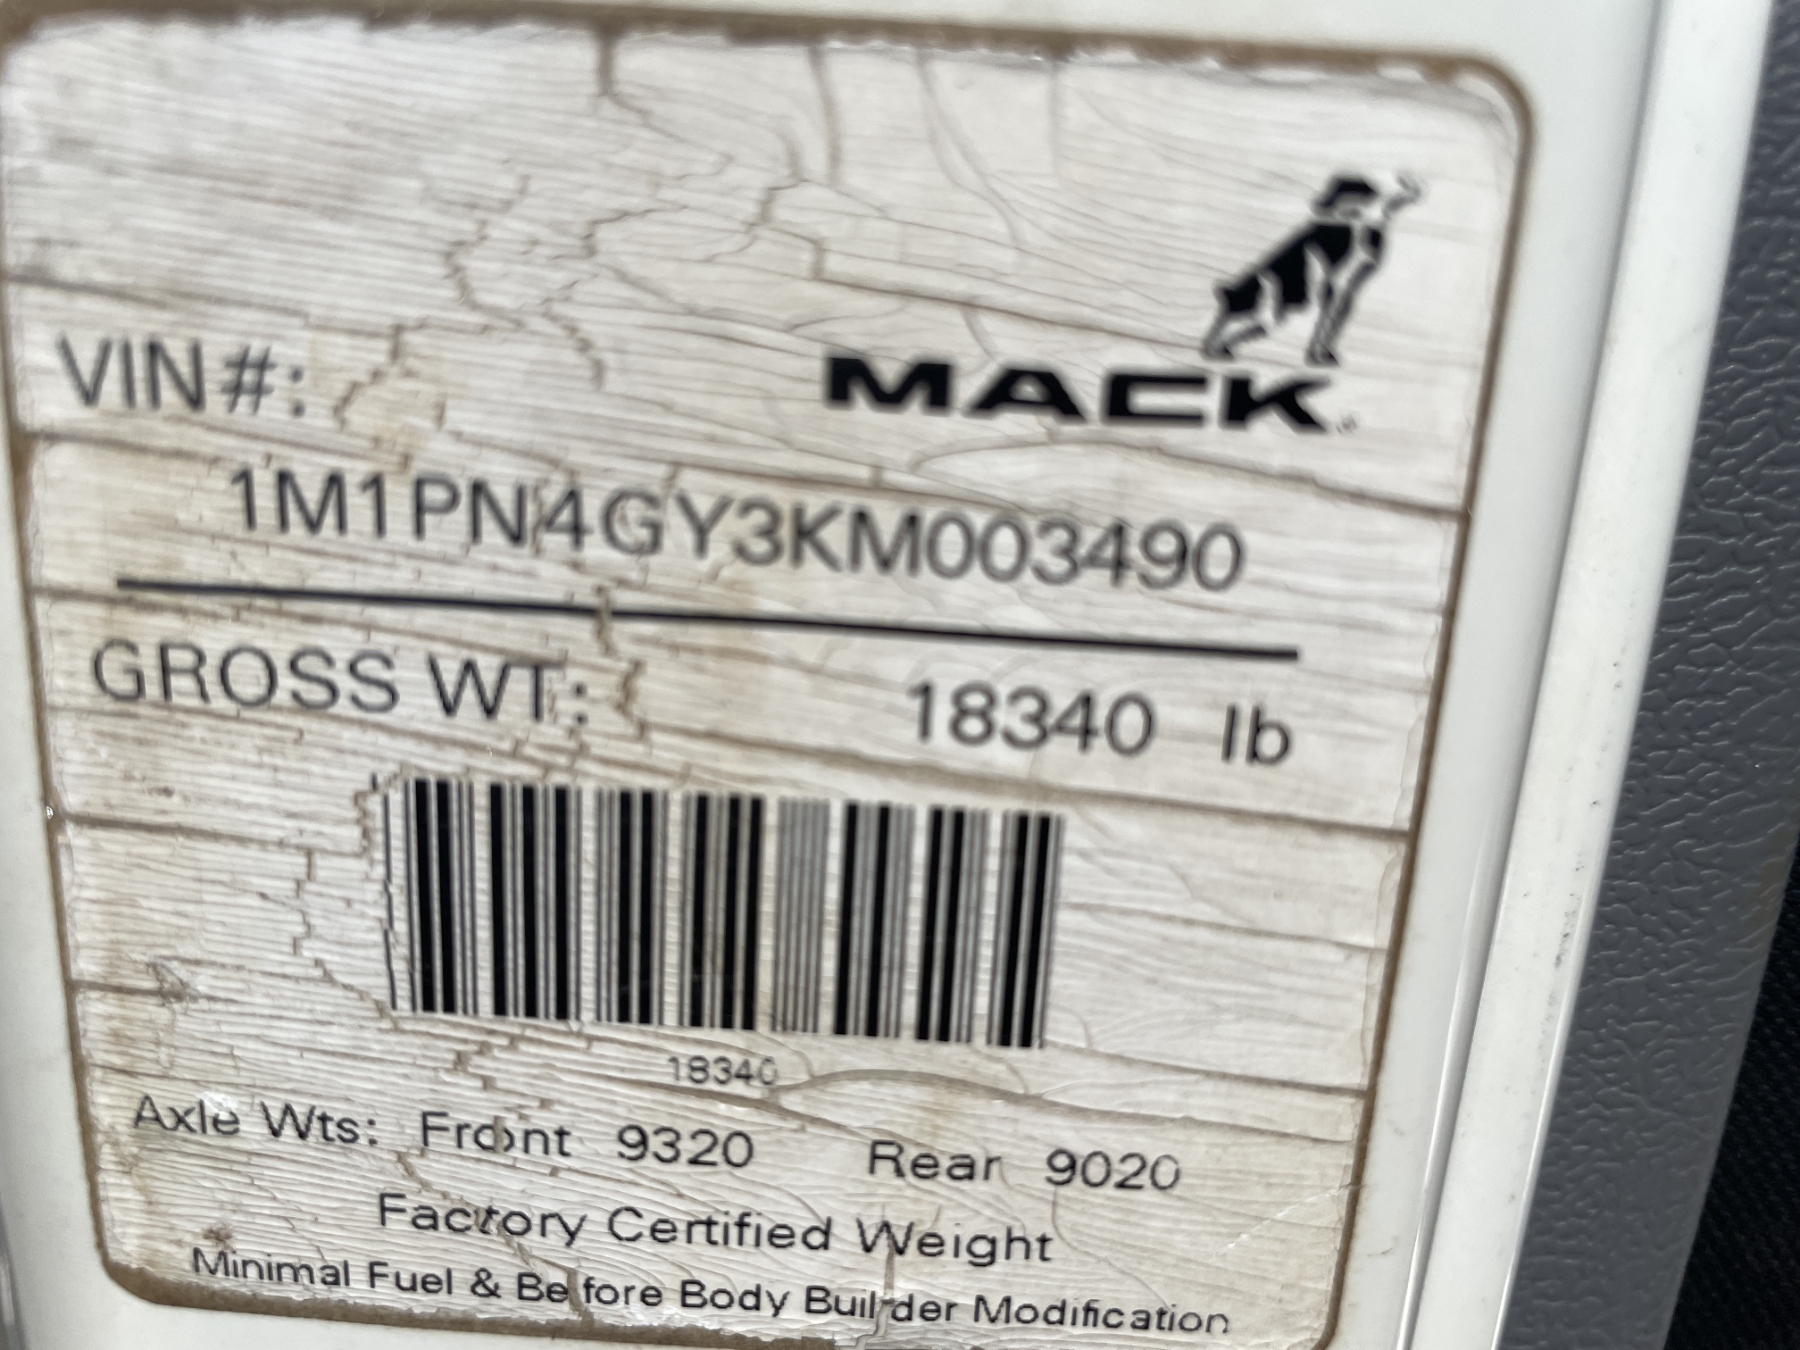 VIN#:
MACK
1M1PN4GY3KM003490
GROSS WT: 18340 lb
18340
Axle Wts: Front 9320 Rear 9020
Factory Certified Weight
Minimal Fuel & Before Body Builder Modification